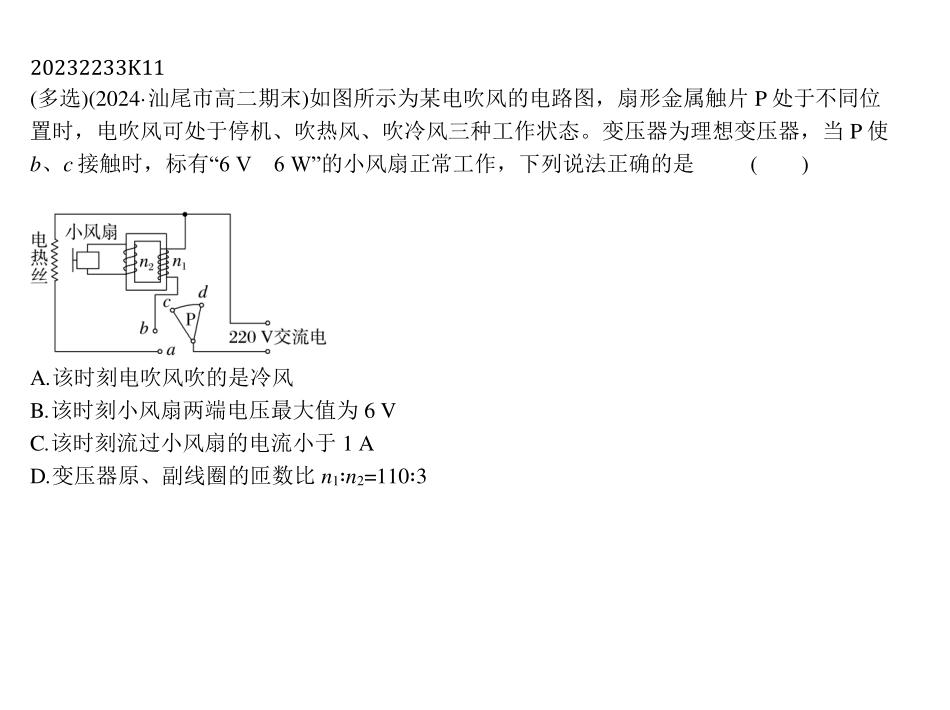 20232233K11
(多选)(2024·汕尾市高二期末)如图所示为某电吹风的电路图，扇形金属触片 P 处于不同位
置时，电吹风可处于停机、吹热风、吹冷风三种工作状态。变压器为理想变压器，当 P 使
b、c 接触时，标有“6 V　6 W”的小风扇正常工作，下列说法正确的是　　(　　)
电热丝
小风扇
n₂ n₁
c d
P
b
a
220 V交流电
A.该时刻电吹风吹的是冷风
B.该时刻小风扇两端电压最大值为 6 V
C.该时刻流过小风扇的电流小于 1 A
D.变压器原、副线圈的匝数比 n₁∶n₂=110∶3